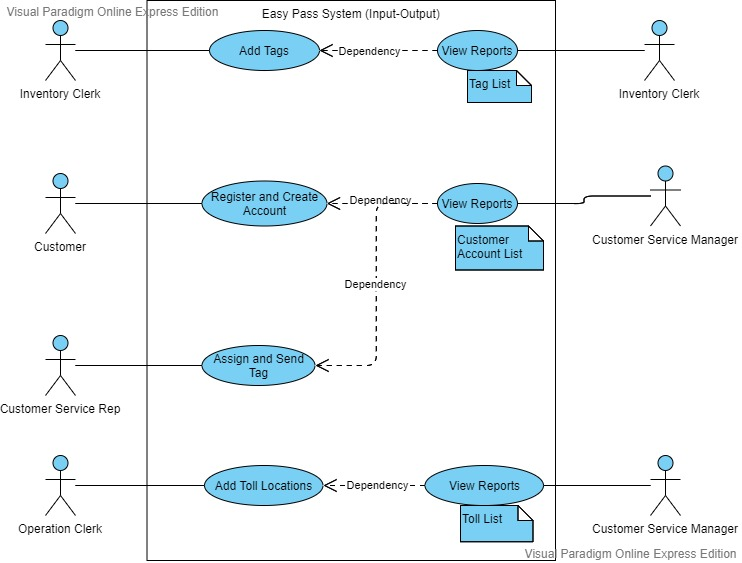 Visual Paradigm Online Express Edition
Easy Pass System (Input-Output)
Add Tags
Dependency
View Reports
Tag List
Inventory Clerk
Inventory Clerk
Register and Create
Account
Dependency
View Reports
Customer
Customer
Account List
Customer Service Manager
Dependency
Assign and Send
Tag
Customer Service Rep
Add Toll Locations
Dependency
View Reports
Toll List
Operation Clerk
Customer Service Manager
Visual Paradigm Online Express Edition